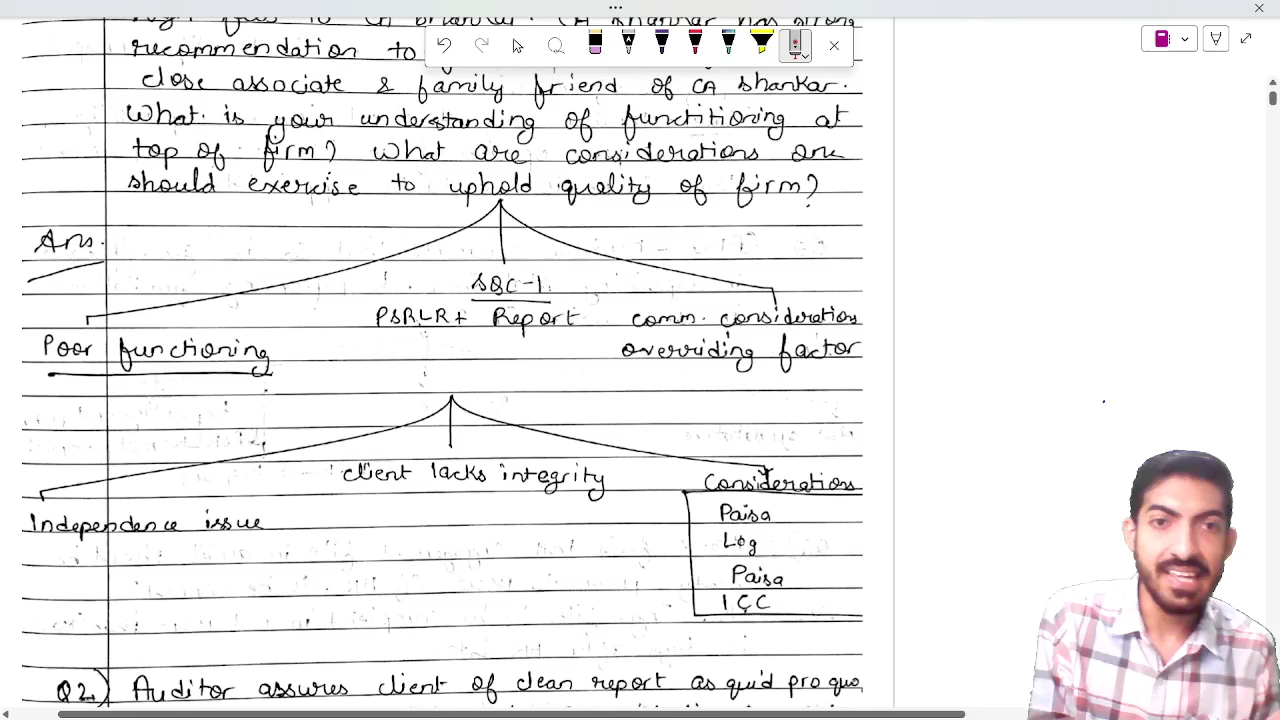 recommendation to
close associate & family friend of CA shankar.
What is your understanding of functitioning at
top of firm? What are considerations one
should exercise to uphold quality of firm?
Ans.
SQC-1
PSRLR+ Report
comm. consideration
overriding factor
Poor functioning
client lacks integrity
Considerations
Independence issue
Paisa
Log
Paisa
ICC
Q2.) Auditor assures client of clean report as quid pro quo